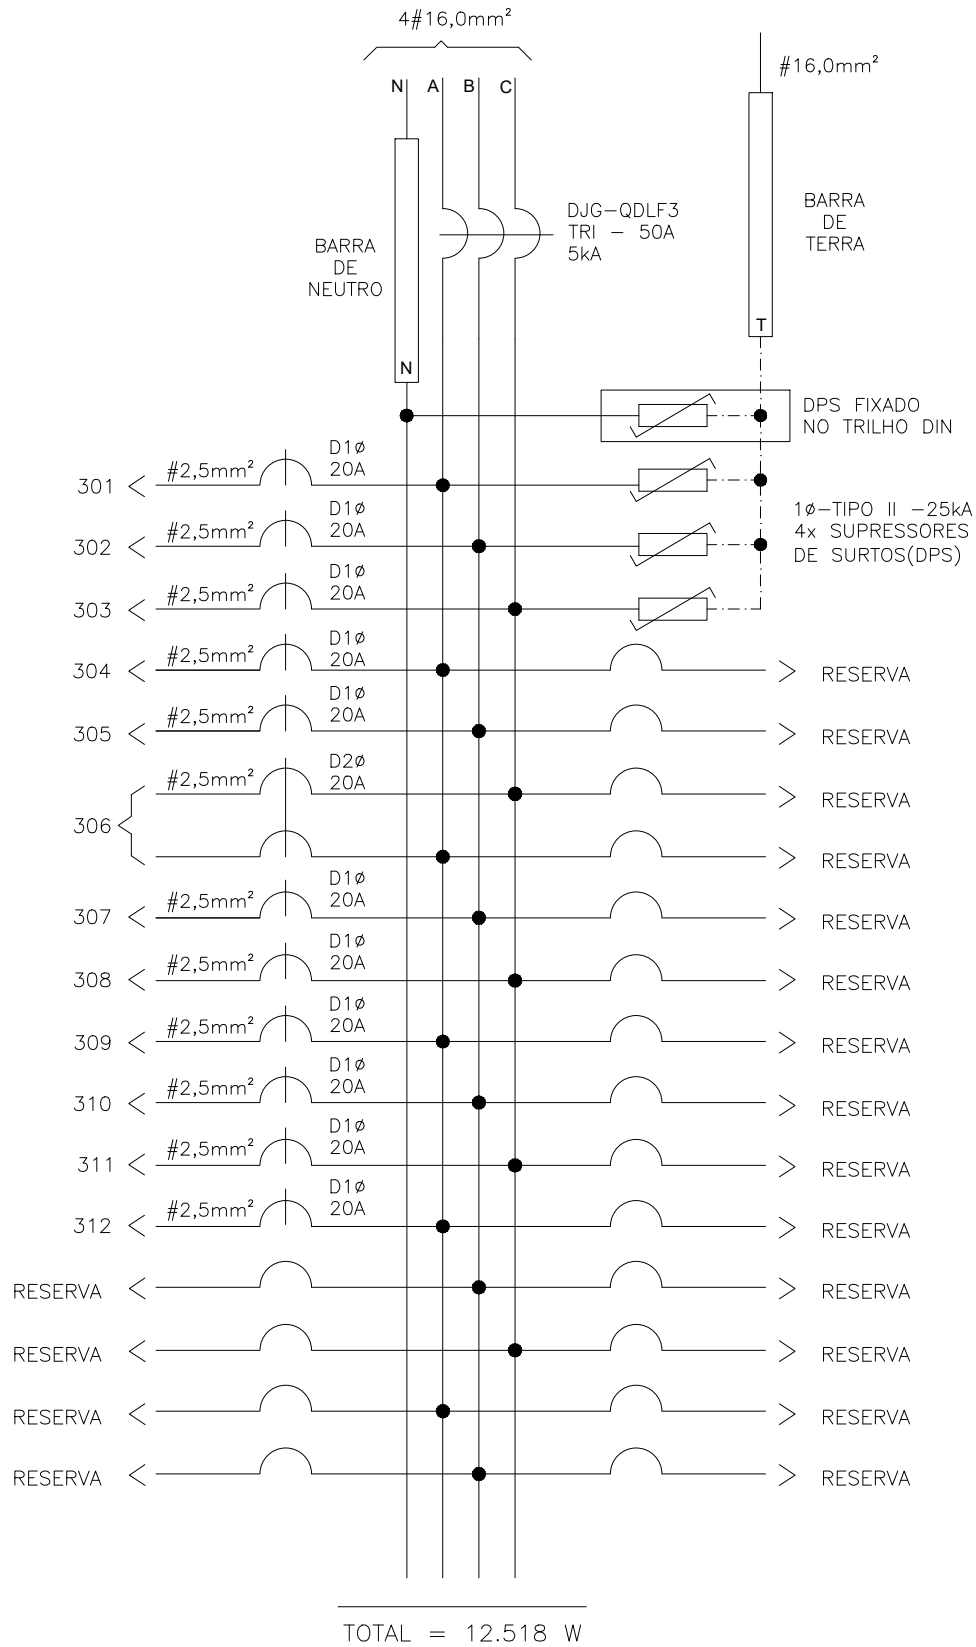 4#16,0mm²
#16,0mm²
N A B C
DJG-QDLF3
TRI - 50A
5kA
BARRA
DE
TERRA
BARRA
DE
NEUTRO
T
N
DPS FIXADO
NO TRILHO DIN
301 #2,5mm² D1ø
20A
302 #2,5mm² D1ø
20A
1ø-TIPO II -25kA
4x SUPRESSORES
DE SURTOS(DPS)
303 #2,5mm² D1ø
20A
304 #2,5mm² D1ø
20A
RESERVA
305 #2,5mm² D1ø
20A
RESERVA
306 #2,5mm² D2ø
20A
RESERVA
RESERVA
307 #2,5mm² D1ø
20A
RESERVA
308 #2,5mm² D1ø
20A
RESERVA
309 #2,5mm² D1ø
20A
RESERVA
310 #2,5mm² D1ø
20A
RESERVA
311 #2,5mm² D1ø
20A
RESERVA
312 #2,5mm² D1ø
20A
RESERVA
RESERVA RESERVA
RESERVA RESERVA
RESERVA RESERVA
RESERVA RESERVA
TOTAL = 12.518 W